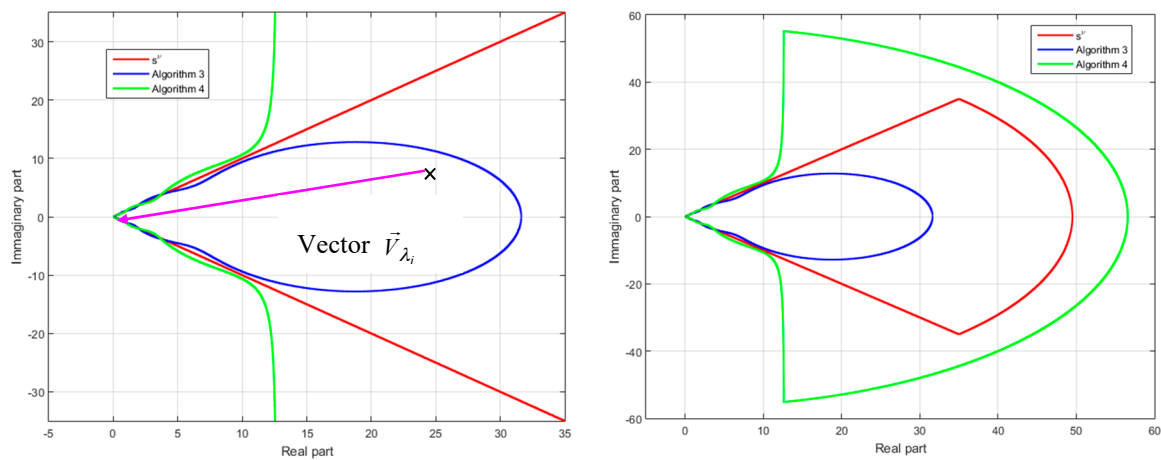 30
20
10
0
-10
-20
-30
Immaginary part
s^ν
Algorithm 3
Algorithm 4
×
Vector V⃗λi
-5 0 5 10 15 20 25 30 35
Real part
60
40
20
0
-20
-40
-60
Immaginary part
s^ν
Algorithm 3
Algorithm 4
0 10 20 30 40 50 60
Real part